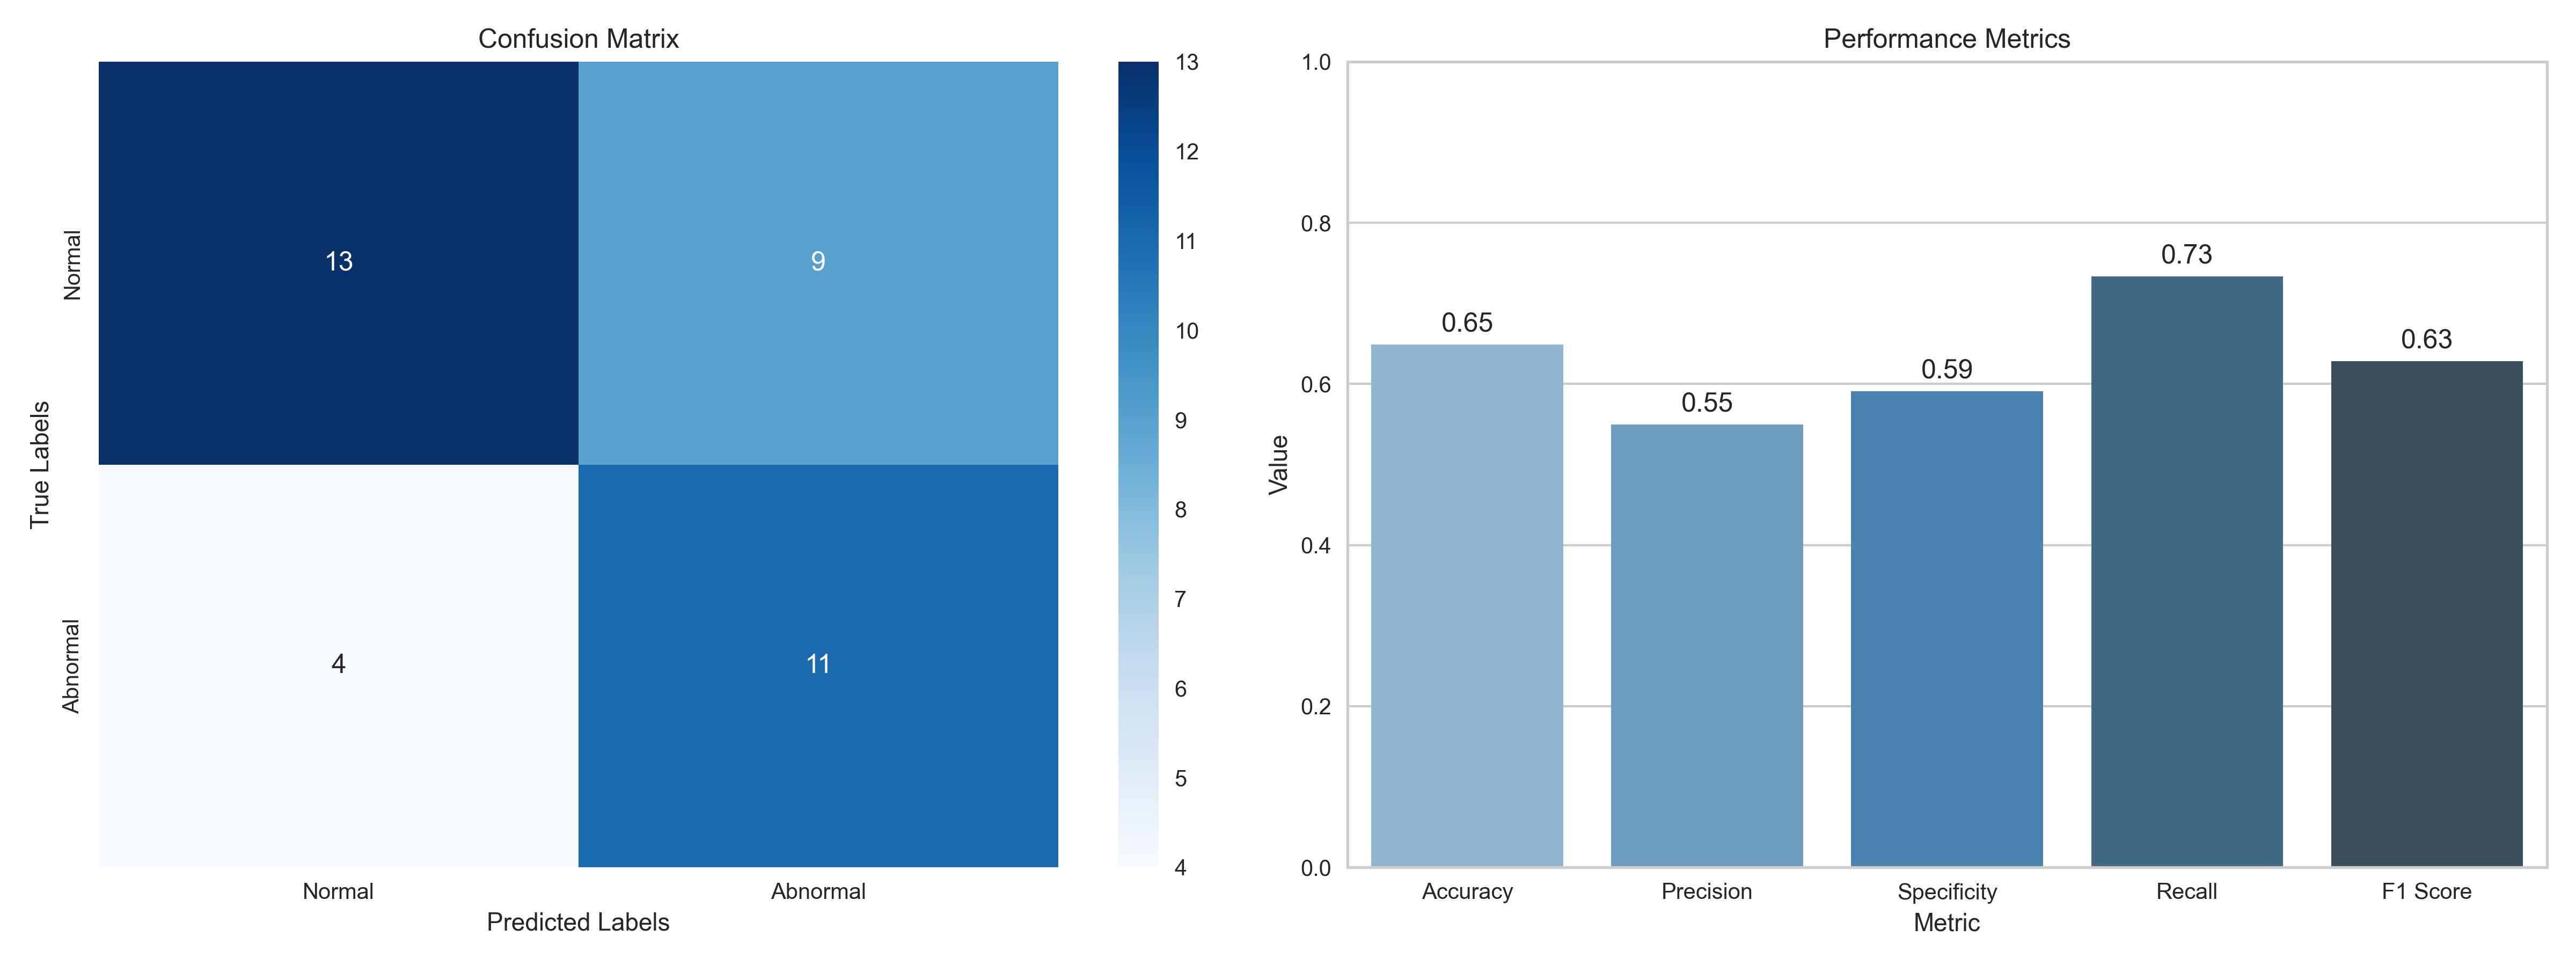 Confusion Matrix
True Labels
Normal
Abnormal
13
9
4
11
Normal
Abnormal
Predicted Labels
13
12
11
10
9
8
7
6
5
4
Performance Metrics
Value
1.0
0.8
0.6
0.4
0.2
0.0
0.65
0.55
0.59
0.73
0.63
Accuracy
Precision
Specificity
Recall
F1 Score
Metric